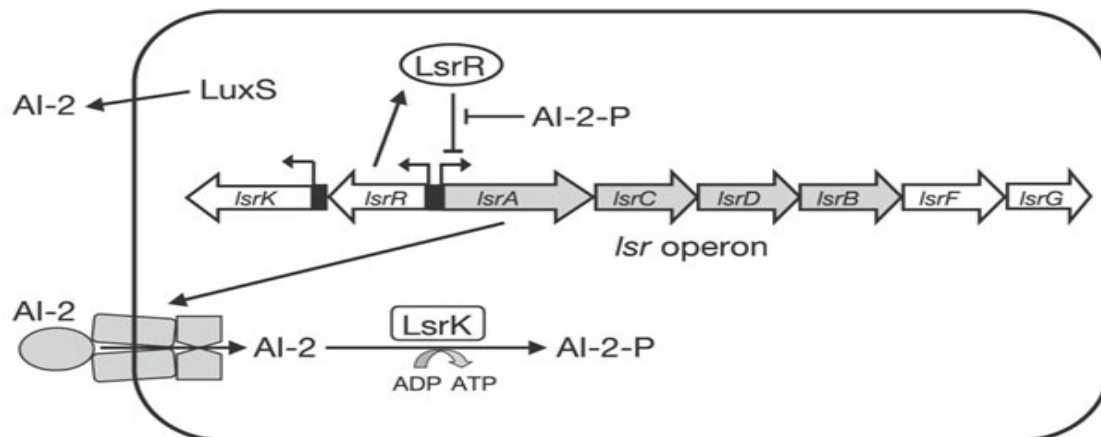 LsrR
AI-2
LuxS
AI-2-P
lsrK
lsrR
lsrA
lsrC
lsrD
lsrB
lsrF
lsrG
lsr operon
AI-2
LsrK
AI-2
AI-2-P
ADP ATP